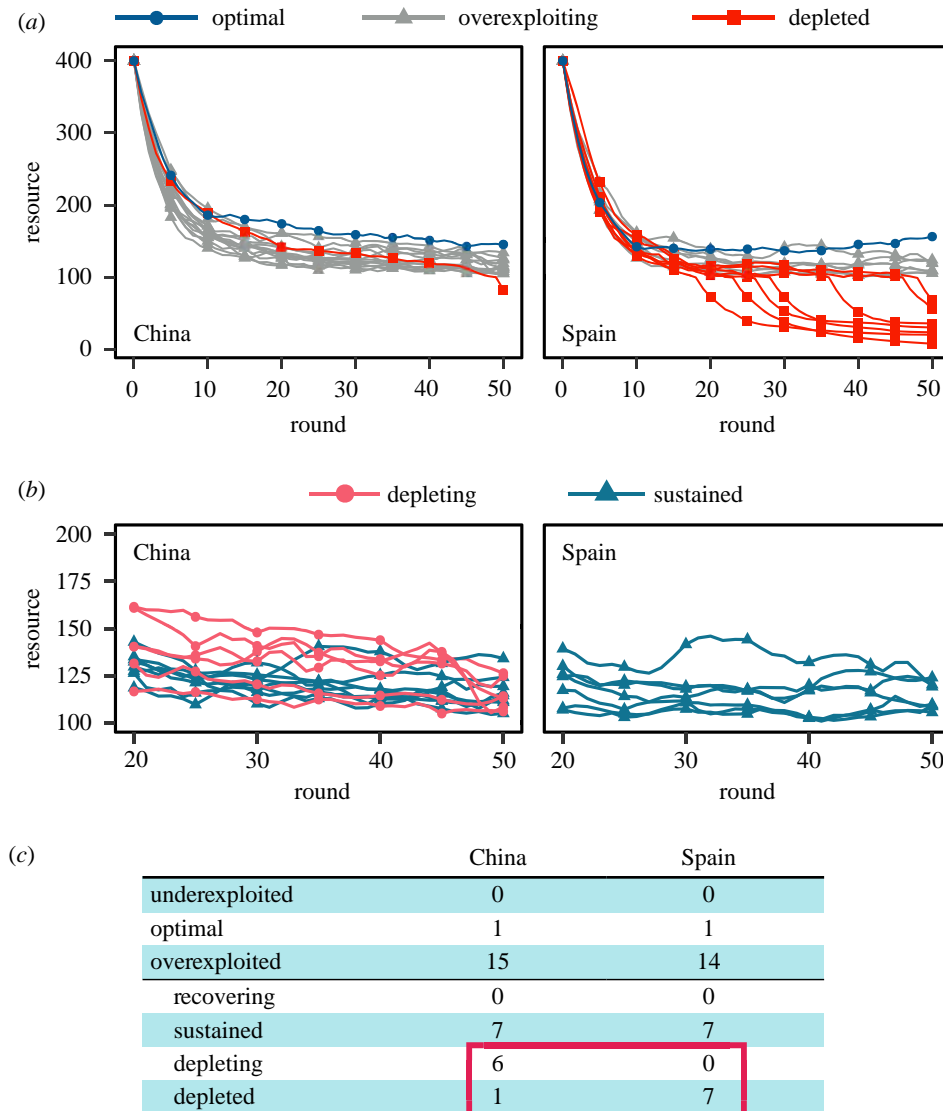 (a) optimal overexploiting depleted
400
300
200
100
0
resource
China
Spain
0 10 20 30 40 50
0 10 20 30 40 50
round
round
(b) depleting sustained
200
175
150
125
100
resource
China
Spain
20 30 40 50
20 30 40 50
round
round
(c) China Spain
underexploited 0 0
optimal 1 1
overexploited 15 14
recovering 0 0
sustained 7 7
depleting 6 0
depleted 1 7